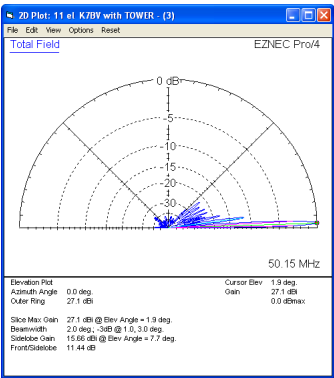 2D Plot: 11 el K7BV with TOWER - (3)
File Edit View Options Reset
Total Field EZNEC Pro/4
0 dB
-5
-10
-15
-20
-30
50.15 MHz
Elevation Plot Cursor Elev 1.9 deg.
Azimuth Angle 0.0 deg. Gain 27.1 dBi
Outer Ring 27.1 dBi 0.0 dBmax
Slice Max Gain 27.1 dBi @ Elev Angle = 1.9 deg.
Beamwidth 2.0 deg.; -3dB @ 1.0, 3.0 deg.
Sidelobe Gain 15.66 dBi @ Elev Angle = 7.7 deg.
Front/Sidelobe 11.44 dB